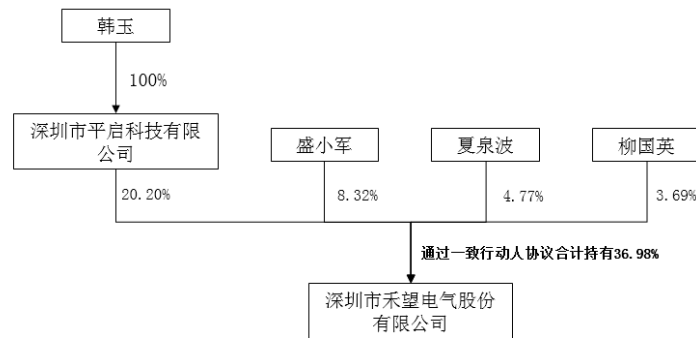 韩玉
100%
深圳市平启科技有限
公司
盛小军
夏泉波
柳国英
20.20%
8.32%
4.77%
3.69%
通过一致行动人协议合计持有36.98%
深圳市禾望电气股份
有限公司